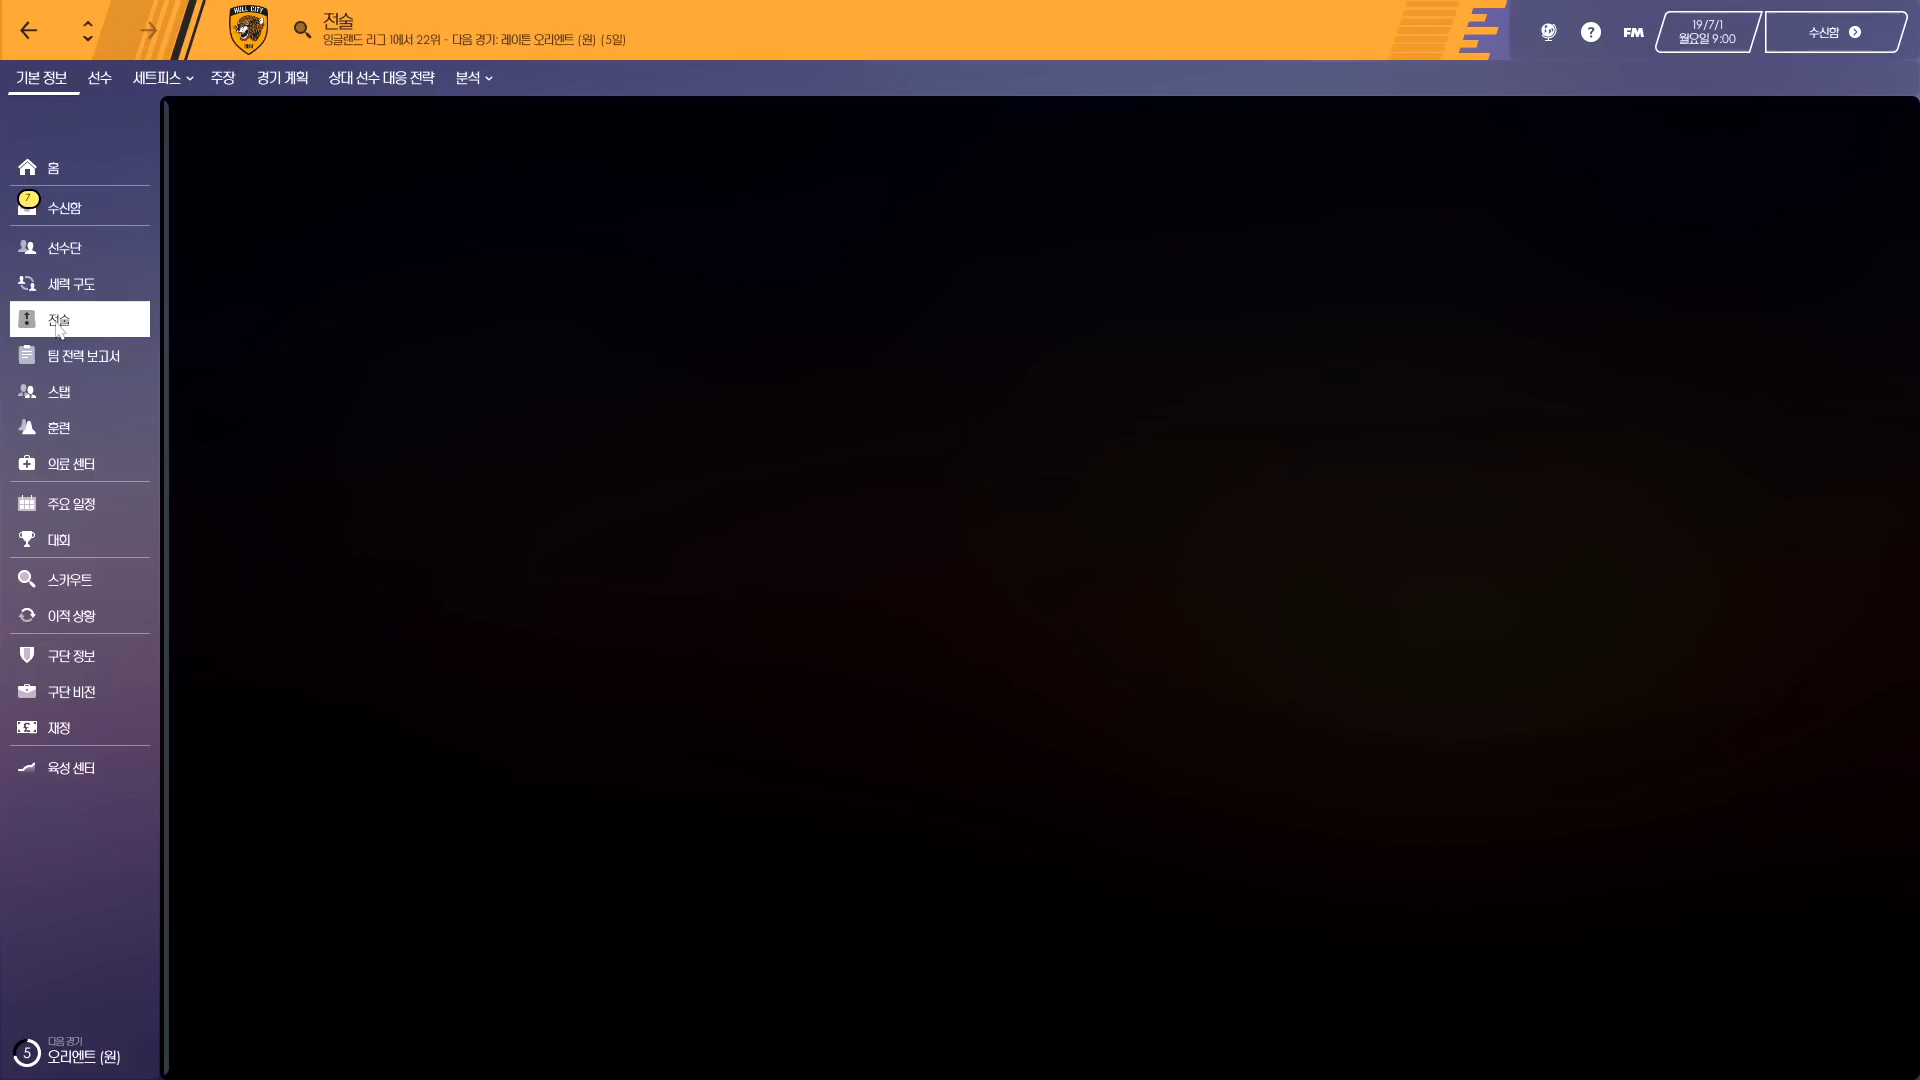 HULL CITY
1904
전술
잉글랜드 리그 1에서 22위 - 다음 경기: 레이튼 오리엔트 (원) (5일)
?
FM
19/7/1
월요일 9:00
수신함
기본 정보 선수 세트피스 주장 경기 계획 상대 선수 대응 전략 분석
홈
7
수신함
선수단
세력 구도
전술
팀 전력 보고서
스탭
훈련
의료 센터
주요 일정
대회
스카우트
이적 상황
구단 정보
구단 비전
£ 재정
육성 센터
다음 경기
5 오리엔트 (원)